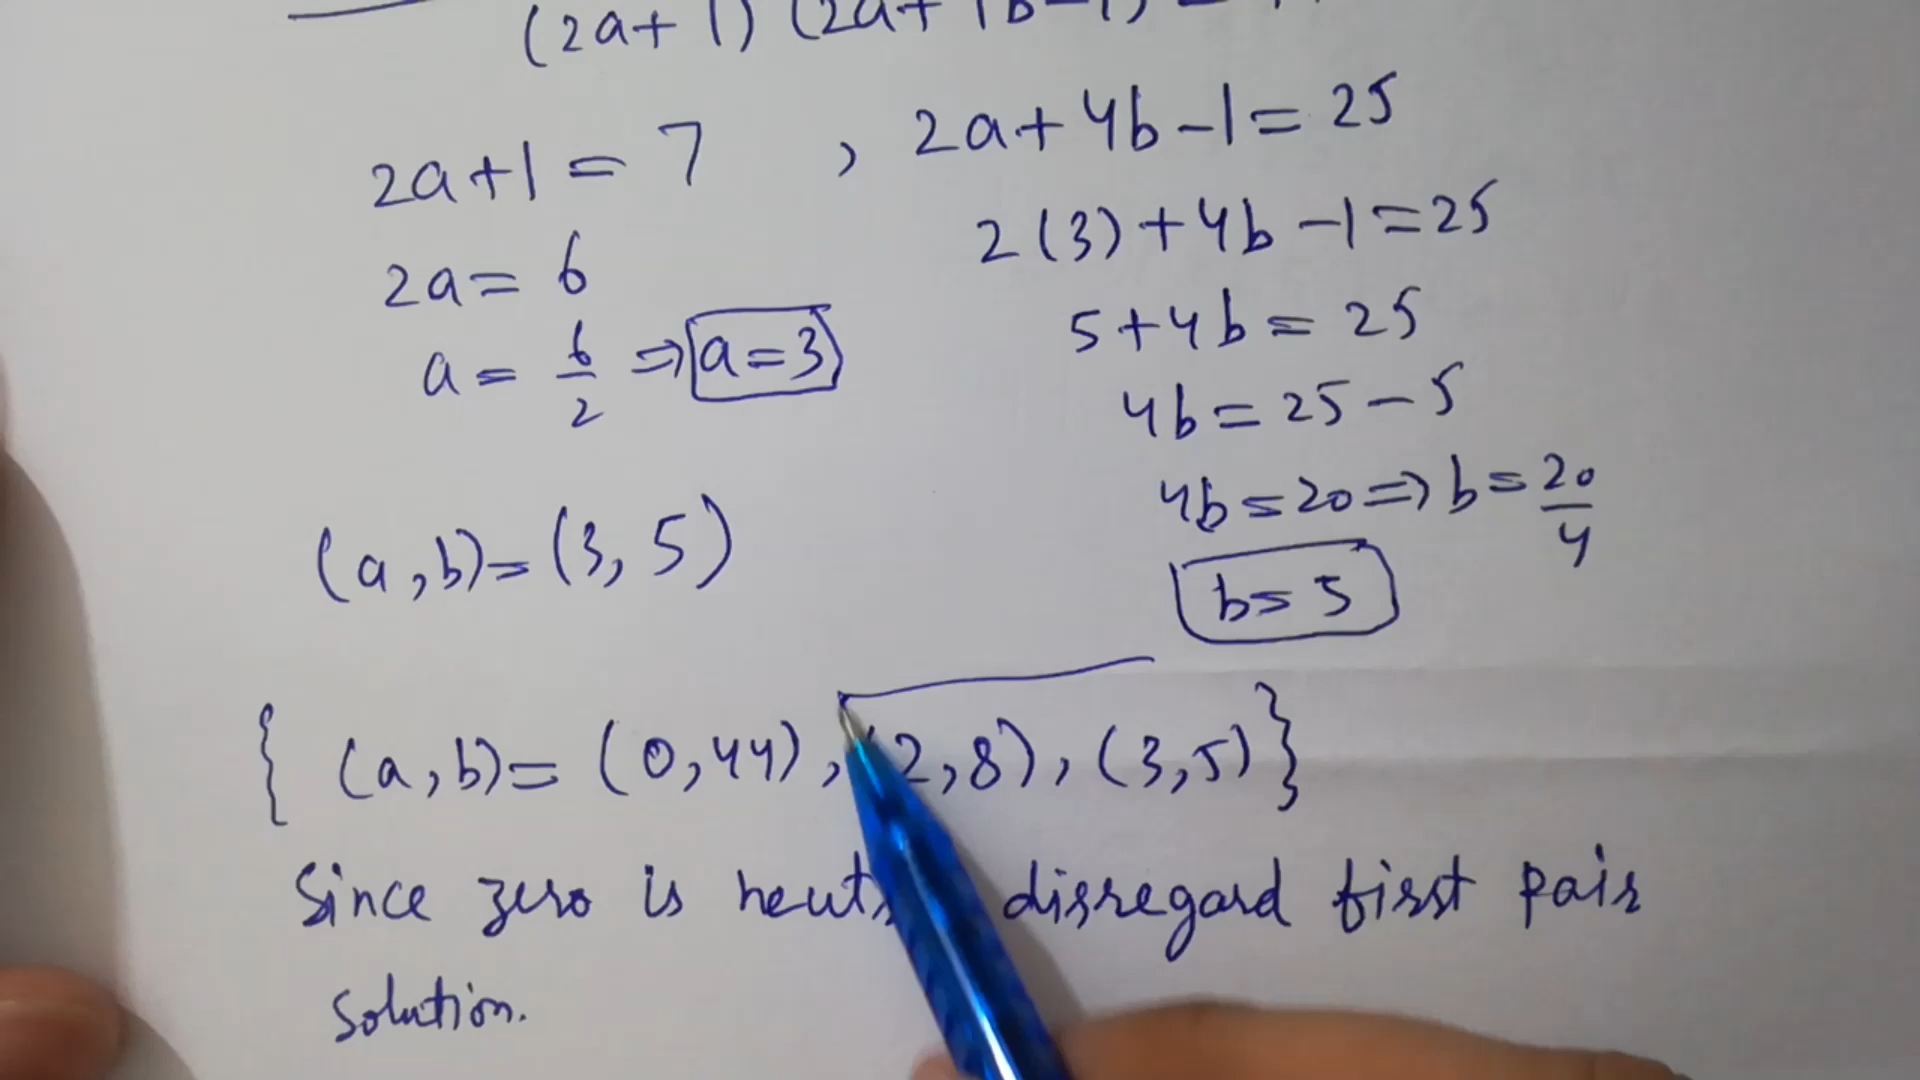 (2a+1)(2a+4b-1)=
2a+1=7 , 2a+4b-1=25
2a=6
2(3)+4b-1=25
a=6/2 ⇒ a=3
5+4b=25
4b=25-5
4b=20 ⇒ b=20/4
(a,b)=(3,5)
b=5
{ (a,b)=(0,44), (2,8), (3,5)}
Since zero is disregard first pair
solution.